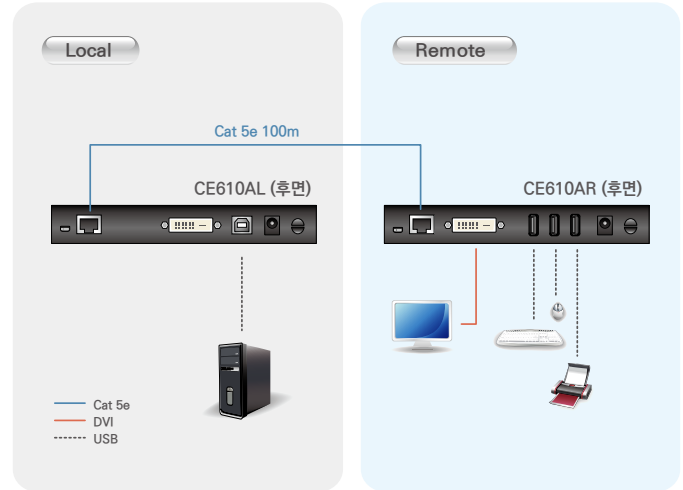 Local
Remote
Cat 5e 100m
CE610AL (후면)
CE610AR (후면)
Cat 5e
DVI
USB